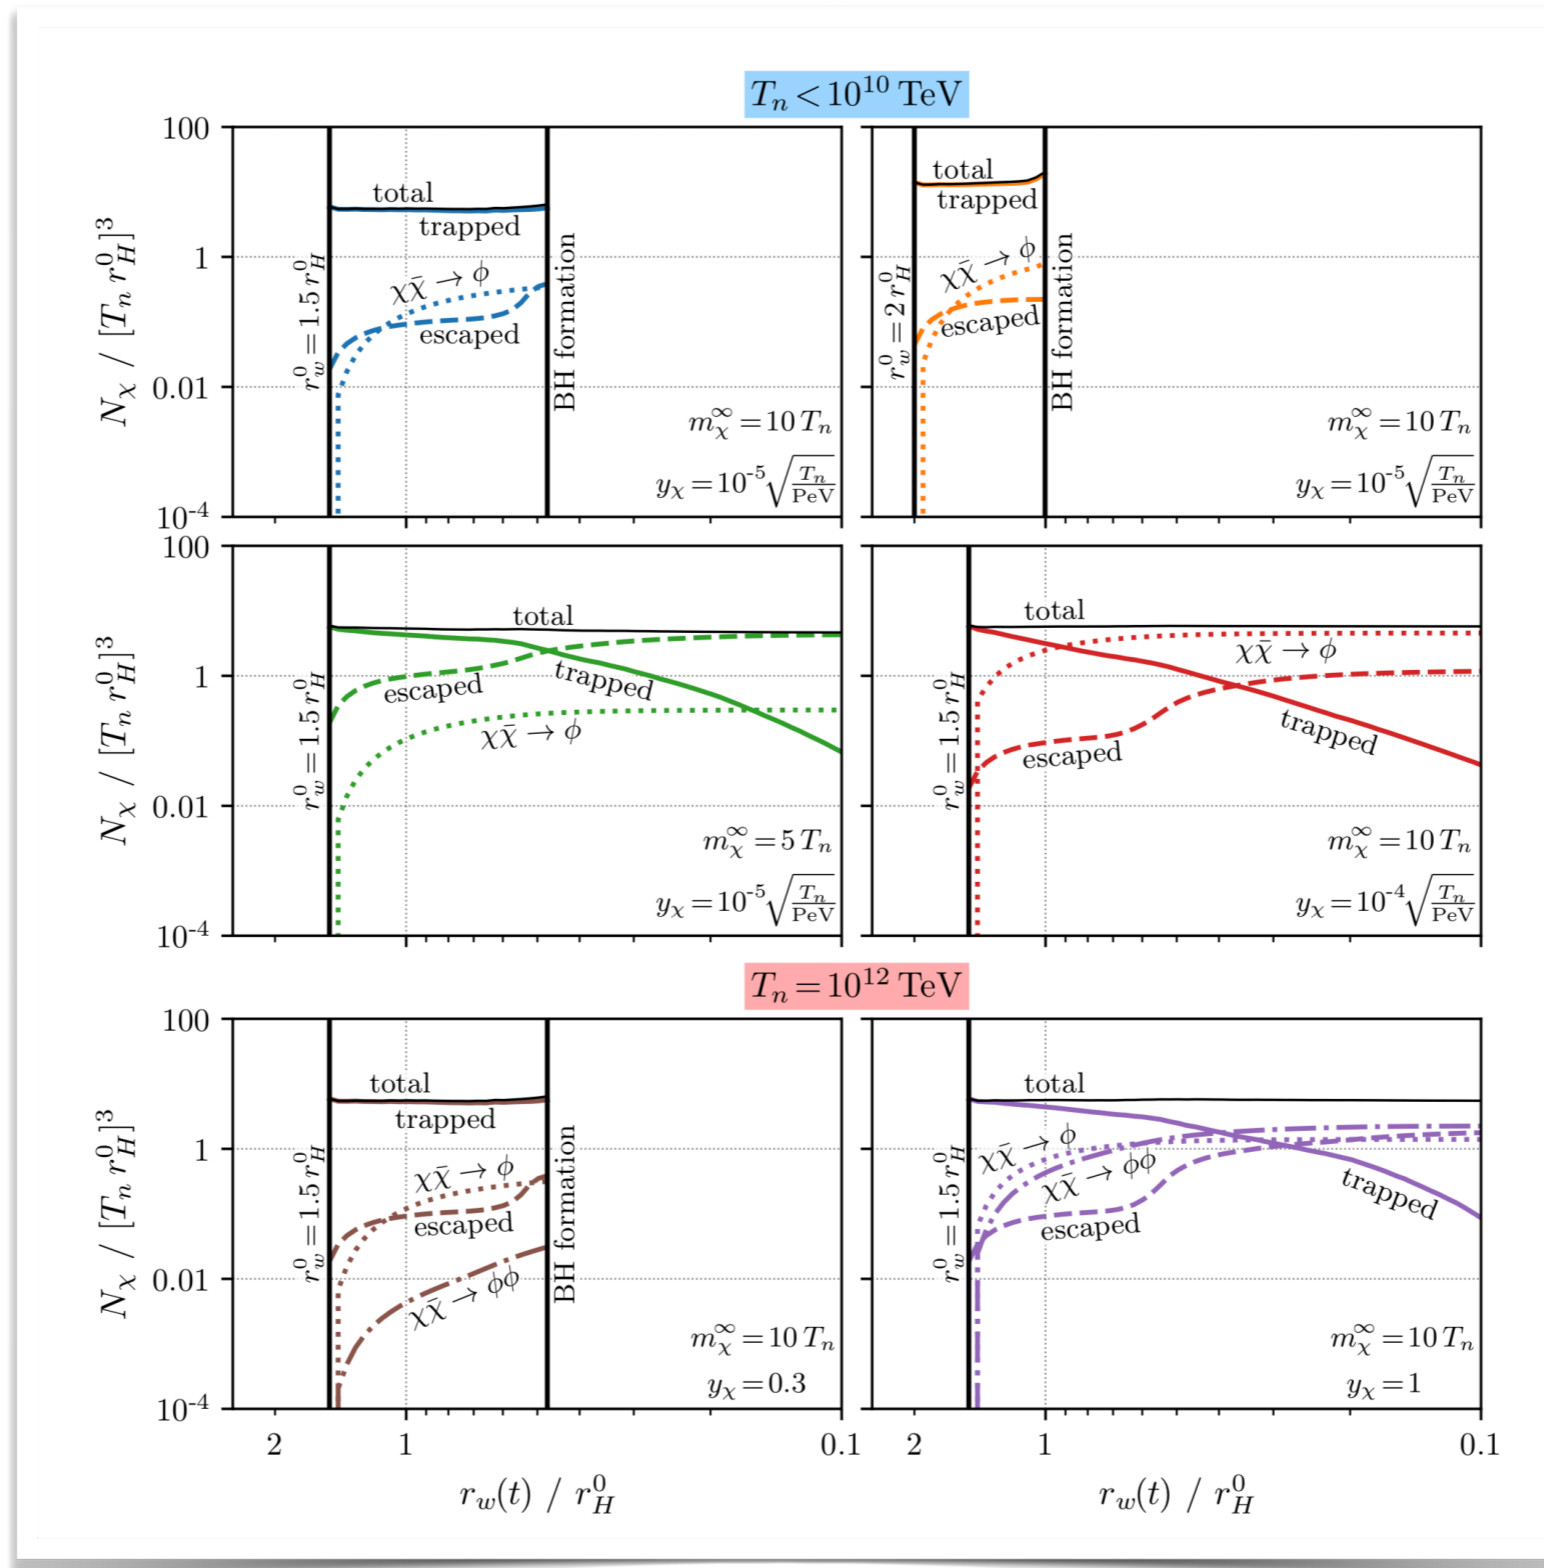 T_n < 10^10 TeV
100
1
0.01
10^-4
N_χ / [T_n r_H^0]^3
total
trapped
χχ̄ → ϕ
escaped
r_w^0 = 1.5 r_H^0
BH formation
m_χ^∞ = 10 T_n
y_χ = 10^-5 √(T_n/PeV)
total
trapped
χχ̄ → ϕ
escaped
r_w^0 = 2 r_H^0
BH formation
m_χ^∞ = 10 T_n
y_χ = 10^-5 √(T_n/PeV)
100
1
0.01
10^-4
N_χ / [T_n r_H^0]^3
total
escaped
trapped
χχ̄ → ϕ
r_w^0 = 1.5 r_H^0
m_χ^∞ = 5 T_n
y_χ = 10^-5 √(T_n/PeV)
total
χχ̄ → ϕ
escaped
trapped
r_w^0 = 1.5 r_H^0
m_χ^∞ = 10 T_n
y_χ = 10^-4 √(T_n/PeV)
T_n = 10^12 TeV
100
1
0.01
10^-4
N_χ / [T_n r_H^0]^3
total
trapped
χχ̄ → ϕ
escaped
χχ̄ → ϕϕ
r_w^0 = 1.5 r_H^0
BH formation
m_χ^∞ = 10 T_n
y_χ = 0.3
2 1 0.1
r_w(t) / r_H^0
total
χχ̄ → ϕ
χχ̄ → ϕϕ
escaped
trapped
r_w^0 = 1.5 r_H^0
m_χ^∞ = 10 T_n
y_χ = 1
2 1 0.1
r_w(t) / r_H^0